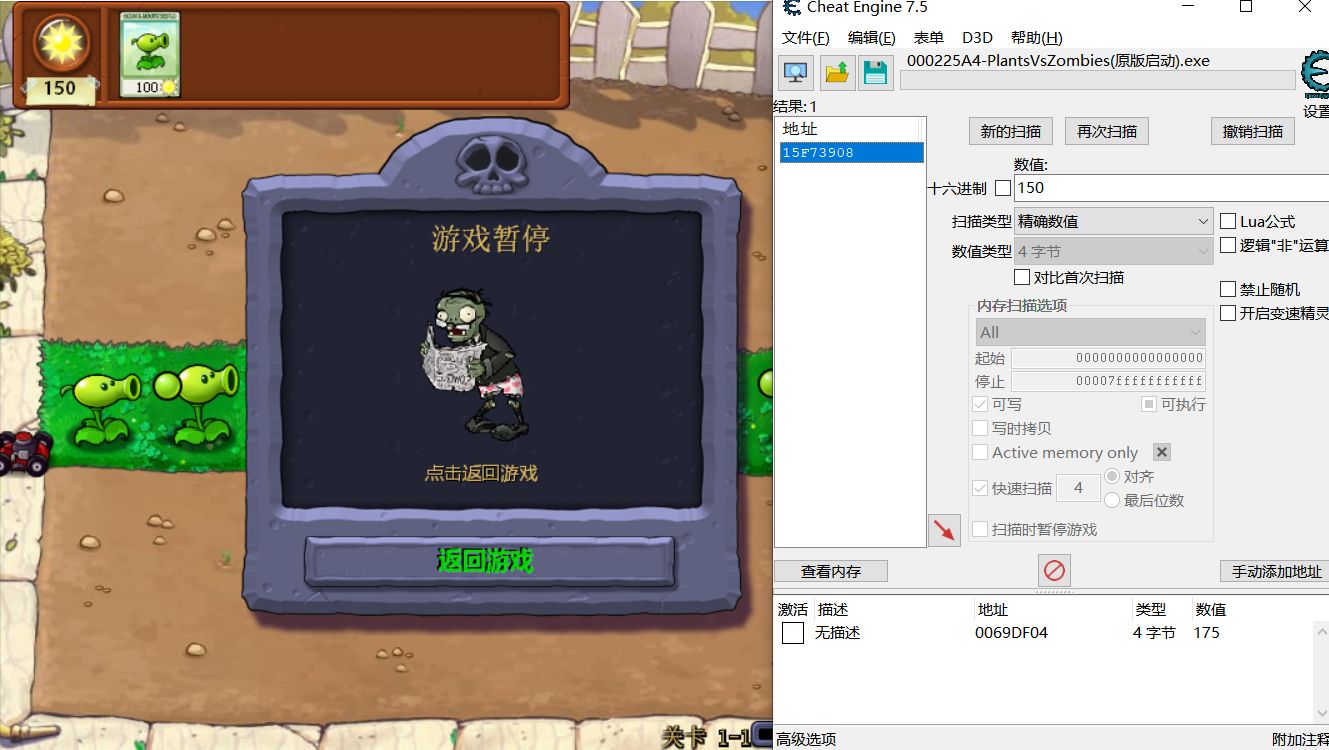 150
100
游戏暂停
点击返回游戏
返回游戏
关卡 1-1
Cheat Engine 7.5
文件(F) 编辑(E) 表单 D3D 帮助(H)
000225A4-PlantsVsZombies(原版启动).exe
结果: 1
设置
地址
15F73908
新的扫描 再次扫描 撤销扫描
数值:
十六进制 150
扫描类型 精确数值
Lua公式
数值类型 4 字节
逻辑"非"运算
对比首次扫描
禁止随机
开启变速精灵
内存扫描选项
All
起始 0000000000000000
停止 00007fffffffffff
可写 可执行
写时拷贝
Active memory only
快速扫描 4 对齐
最后位数
扫描时暂停游戏
查看内存 手动添加地址
激活 描述 地址 类型 数值
无描述 0069DF04 4 字节 175
高级选项 附加注释